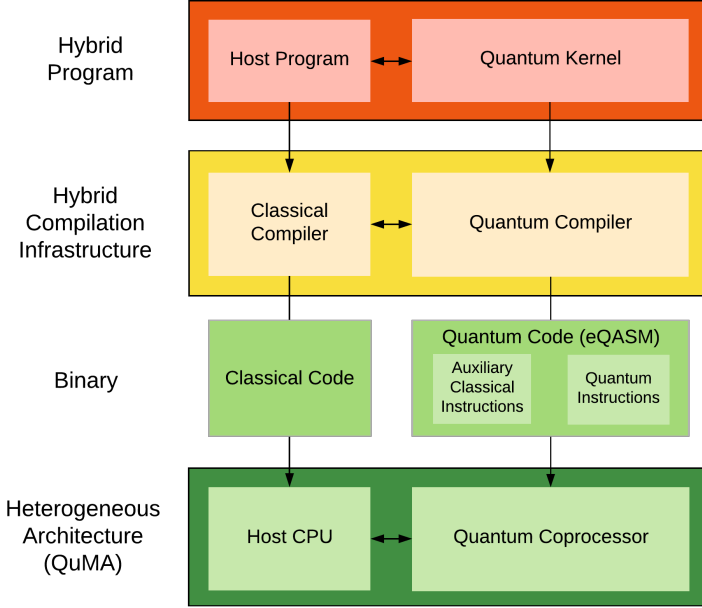 Hybrid
Program
Host Program
Quantum Kernel
Hybrid
Compilation
Infrastructure
Classical
Compiler
Quantum Compiler
Binary
Classical Code
Quantum Code (eQASM)
Auxiliary
Classical
Instructions
Quantum
Instructions
Heterogeneous
Architecture
(QuMA)
Host CPU
Quantum Coprocessor